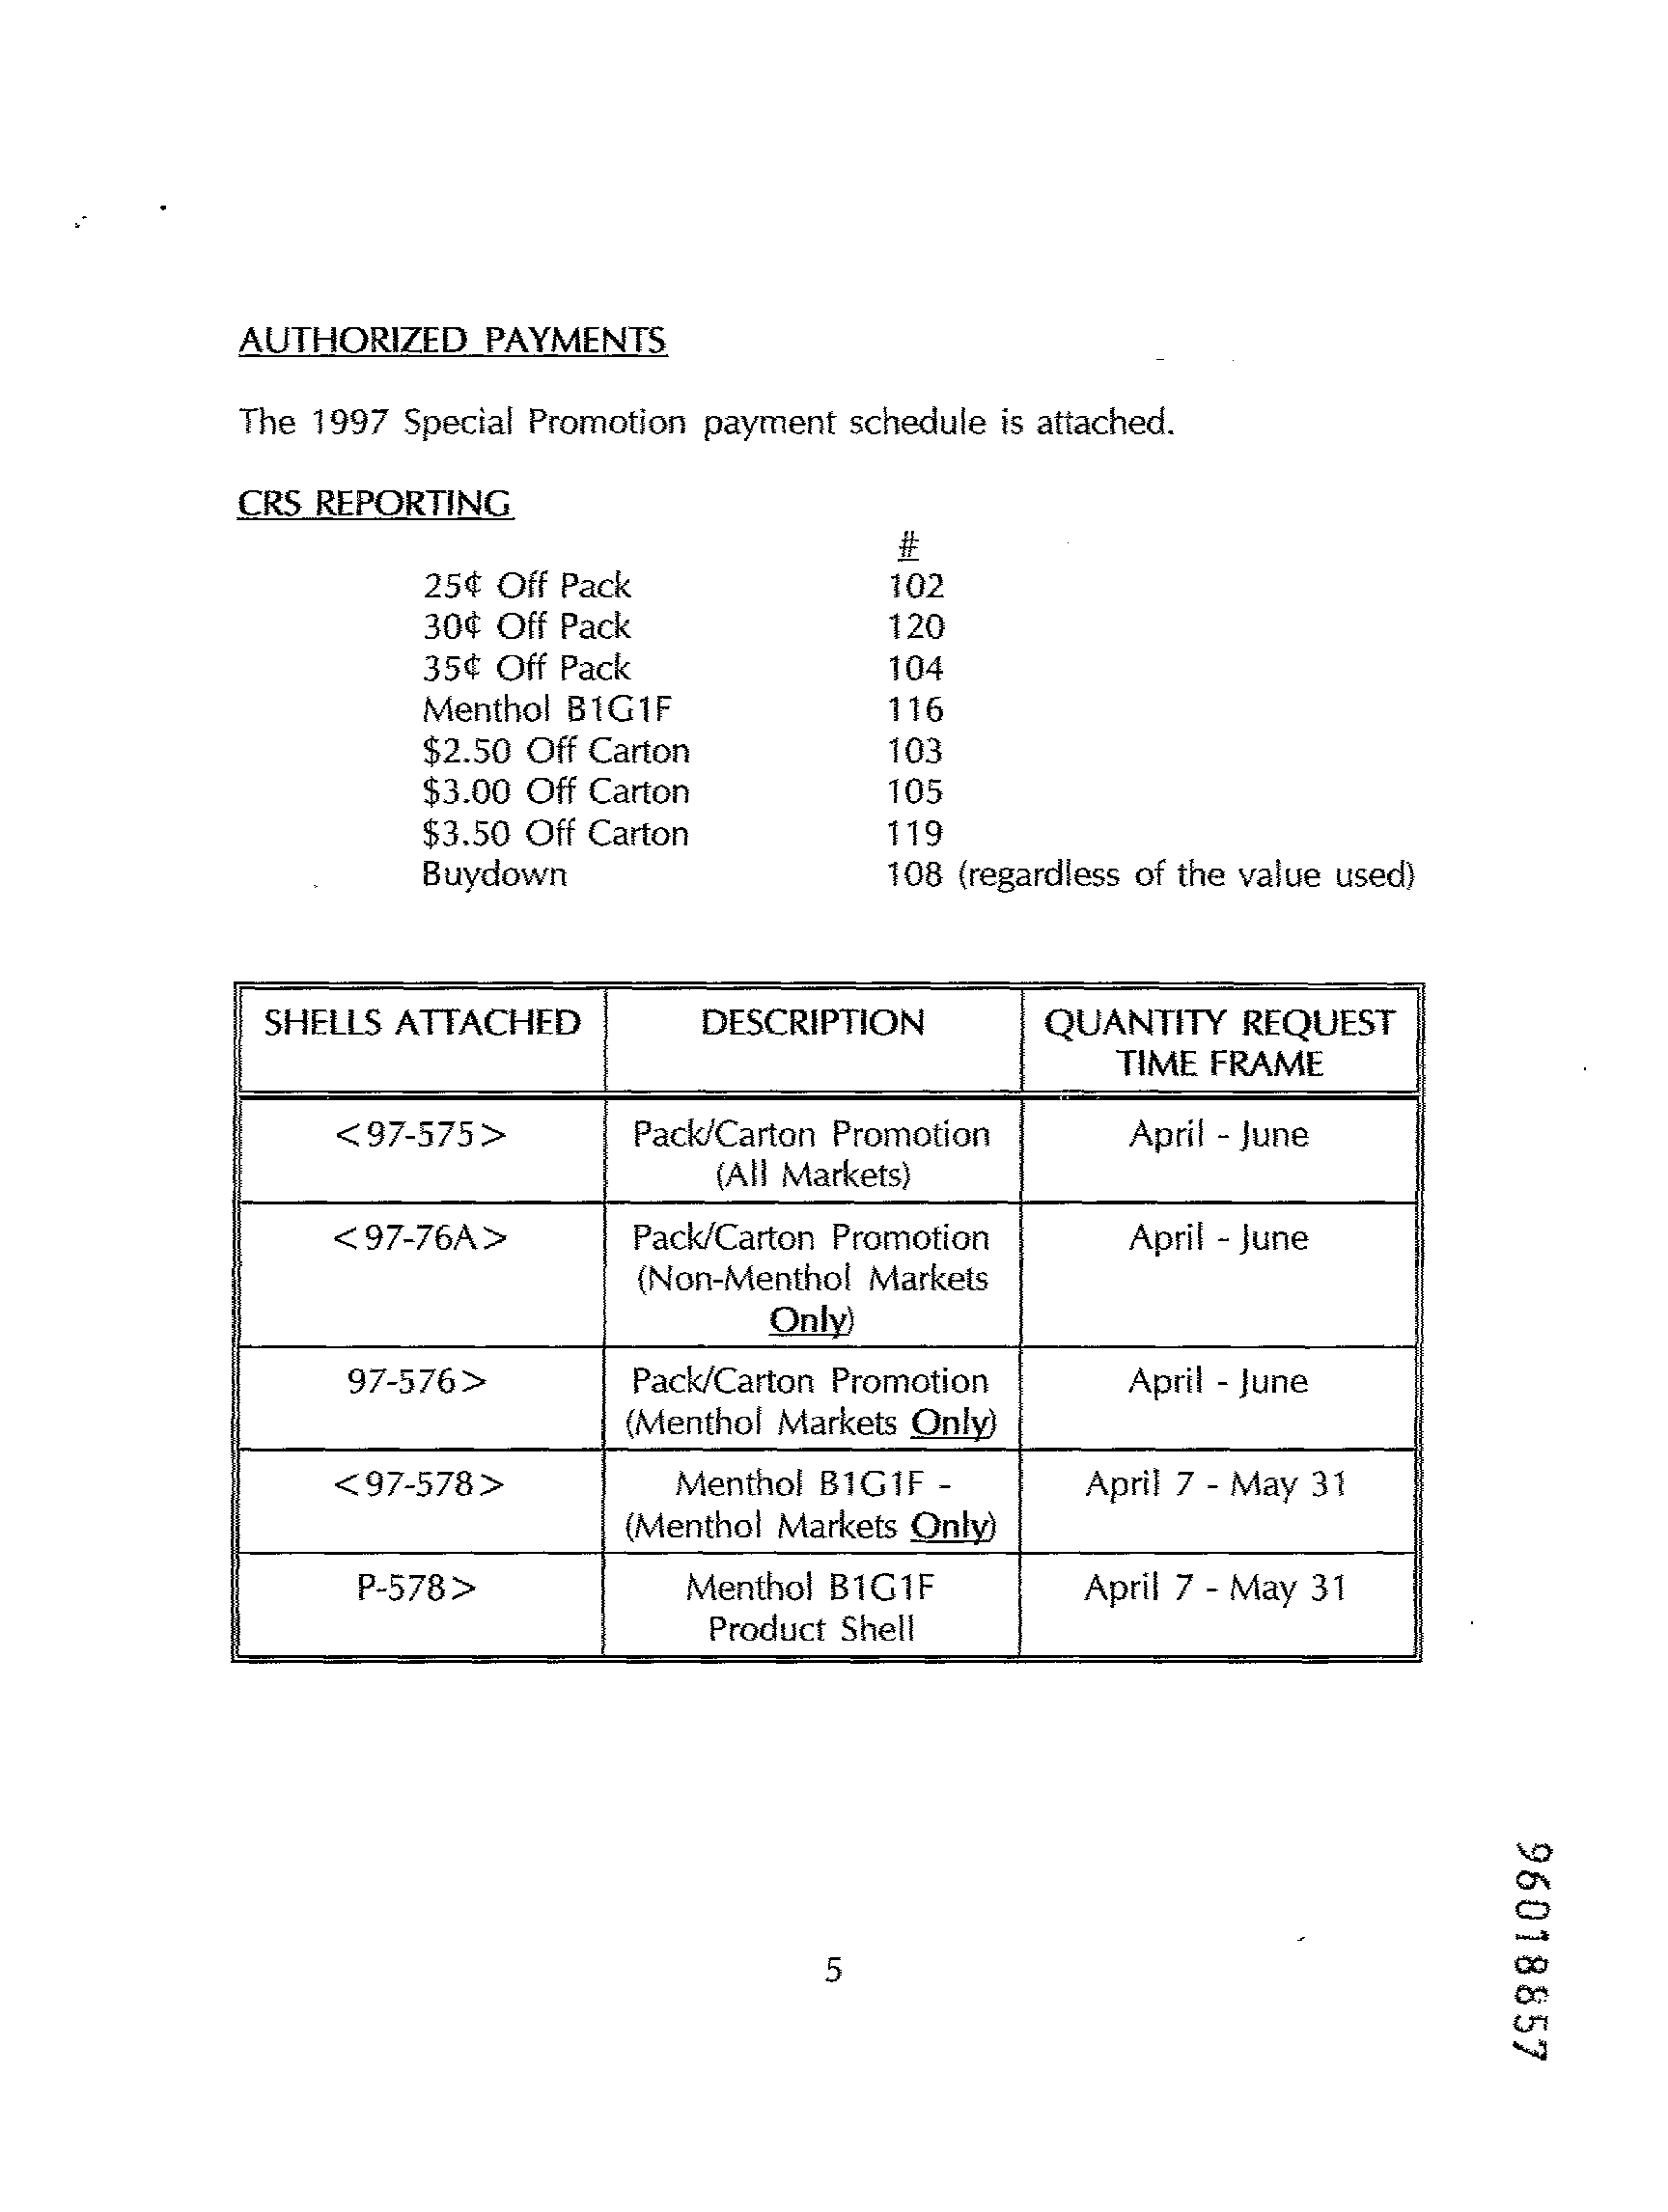 AUTHORIZED PAYMENTS
The 1997 Special Promotion payment schedule is attached.
CRS REPORTING
#
25¢ Off Pack 102
30¢ Off Pack 120
35¢ Off Pack 104
Menthol B1G1F 116
$2.50 Off Carton 103
$3.00 Off Carton 105
$3.50 Off Carton 119
Buydown 108 (regardless of the value used)
SHELLS ATTACHED DESCRIPTION QUANTITY REQUEST
TIME FRAME
<97-575> Pack/Carton Promotion April - June
(All Markets)
<97-76A> Pack/Carton Promotion April - June
(Non-Menthol Markets
Only)
97-576> Pack/Carton Promotion April - June
(Menthol Markets Only)
<97-578> Menthol B1G1F - April 7 - May 31
(Menthol Markets Only)
P-578> Menthol B1G1F April 7 - May 31
Product Shell
5
96018857